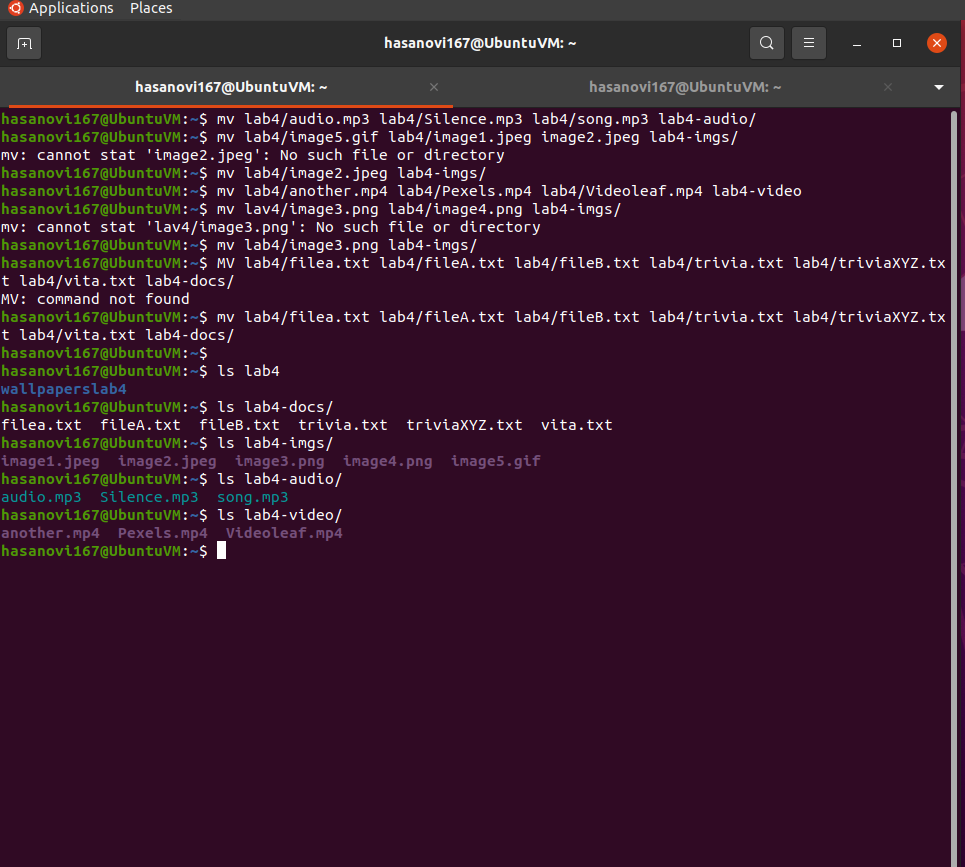 Applications Places
hasanovi167@UbuntuVM: ~
hasanovi167@UbuntuVM: ~ hasanovi167@UbuntuVM: ~
hasanovi167@UbuntuVM:~$ mv lab4/audio.mp3 lab4/Silence.mp3 lab4/song.mp3 lab4-audio/
hasanovi167@UbuntuVM:~$ mv lab4/image5.gif lab4/image1.jpeg image2.jpeg lab4-imgs/
mv: cannot stat 'image2.jpeg': No such file or directory
hasanovi167@UbuntuVM:~$ mv lab4/image2.jpeg lab4-imgs/
hasanovi167@UbuntuVM:~$ mv lab4/another.mp4 lab4/Pexels.mp4 lab4/Videoleaf.mp4 lab4-video
hasanovi167@UbuntuVM:~$ mv lav4/image3.png lab4/image4.png lab4-imgs/
mv: cannot stat 'lav4/image3.png': No such file or directory
hasanovi167@UbuntuVM:~$ mv lab4/image3.png lab4-imgs/
hasanovi167@UbuntuVM:~$ MV lab4/filea.txt lab4/fileA.txt lab4/fileB.txt lab4/trivia.txt lab4/triviaXYZ.tx
t lab4/vita.txt lab4-docs/
MV: command not found
hasanovi167@UbuntuVM:~$ mv lab4/filea.txt lab4/fileA.txt lab4/fileB.txt lab4/trivia.txt lab4/triviaXYZ.tx
t lab4/vita.txt lab4-docs/
hasanovi167@UbuntuVM:~$
hasanovi167@UbuntuVM:~$ ls lab4
wallpaperslab4
hasanovi167@UbuntuVM:~$ ls lab4-docs/
filea.txt fileA.txt fileB.txt trivia.txt triviaXYZ.txt vita.txt
hasanovi167@UbuntuVM:~$ ls lab4-imgs/
image1.jpeg image2.jpeg image3.png image4.png image5.gif
hasanovi167@UbuntuVM:~$ ls lab4-audio/
audio.mp3 Silence.mp3 song.mp3
hasanovi167@UbuntuVM:~$ ls lab4-video/
another.mp4 Pexels.mp4 Videoleaf.mp4
hasanovi167@UbuntuVM:~$